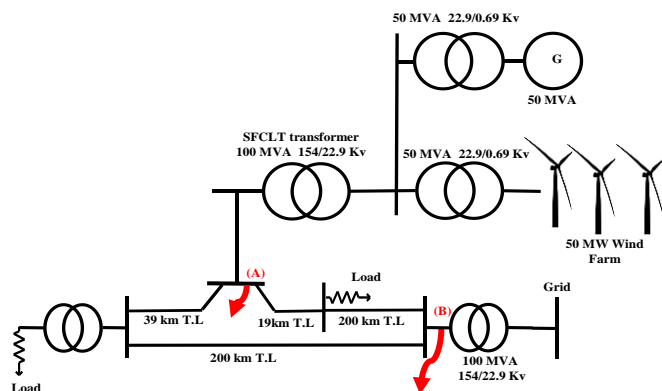 50 MVA 22.9/0.69 Kv
G
50 MVA
SFCLT transformer
100 MVA 154/22.9 Kv
50 MVA 22.9/0.69 Kv
50 MW Wind
Farm
(A)
Load
Grid
(B)
39 km T.L
19km T.L
200 km T.L
200 km T.L
100 MVA
154/22.9 Kv
Load